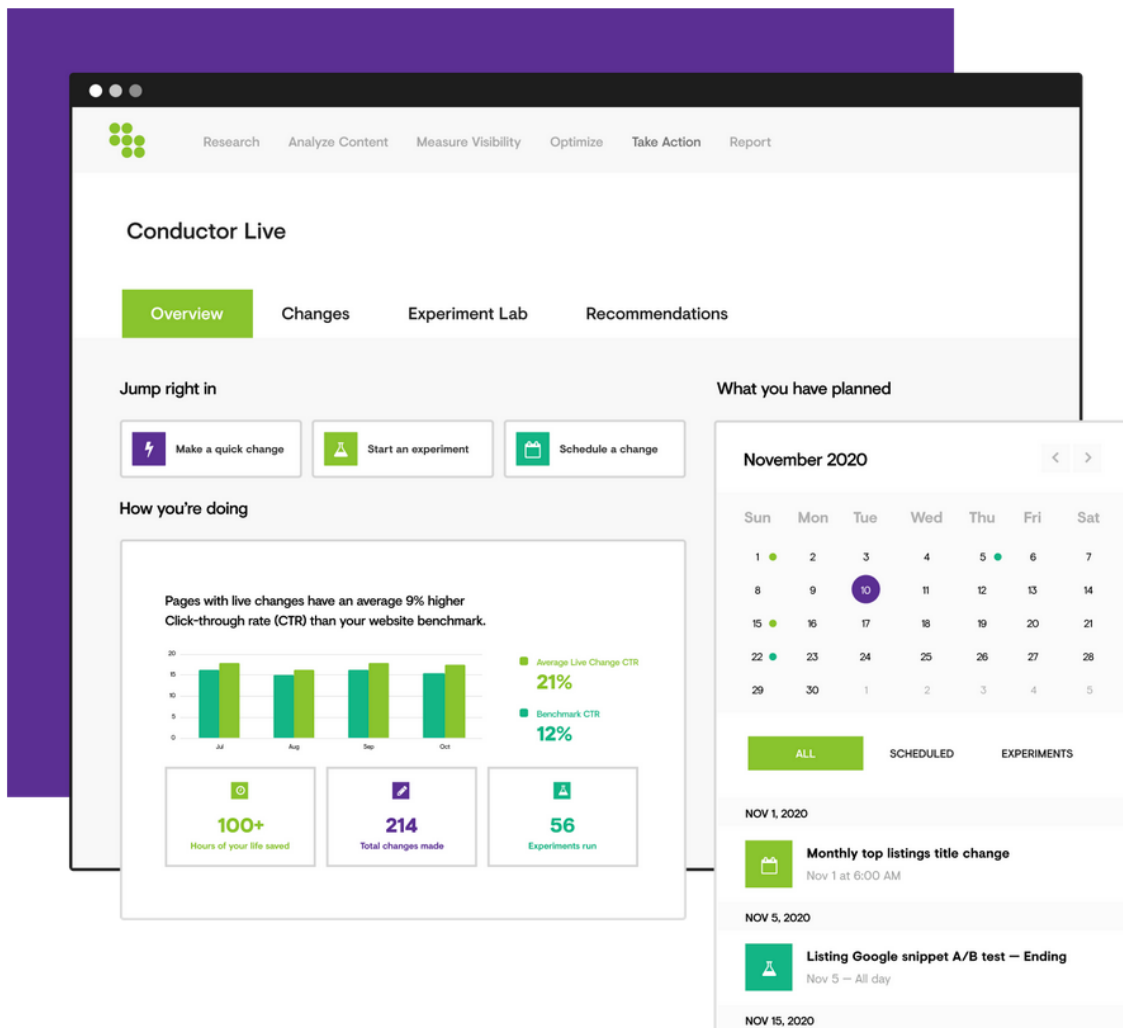 Research Analyze Content Measure Visibility Optimize Take Action Report
Conductor Live
Overview Changes Experiment Lab Recommendations
Jump right in
Make a quick change Start an experiment Schedule a change
How you're doing
Pages with live changes have an average 9% higher
Click-through rate (CTR) than your website benchmark.
20
15
10
5
0
Jul Aug Sep Oct
Average Live Change CTR
21%
Benchmark CTR
12%
100+
Hours of your life saved
214
Total changes made
56
Experiments run
What you have planned
November 2020
Sun Mon Tue Wed Thu Fri Sat
1 2 3 4 5 6 7
8 9 10 11 12 13 14
15 16 17 18 19 20 21
22 23 24 25 26 27 28
29 30 1 2 3 4 5
ALL SCHEDULED EXPERIMENTS
NOV 1, 2020
Monthly top listings title change
Nov 1 at 6:00 AM
NOV 5, 2020
Listing Google snippet A/B test — Ending
Nov 5 — All day
NOV 15, 2020